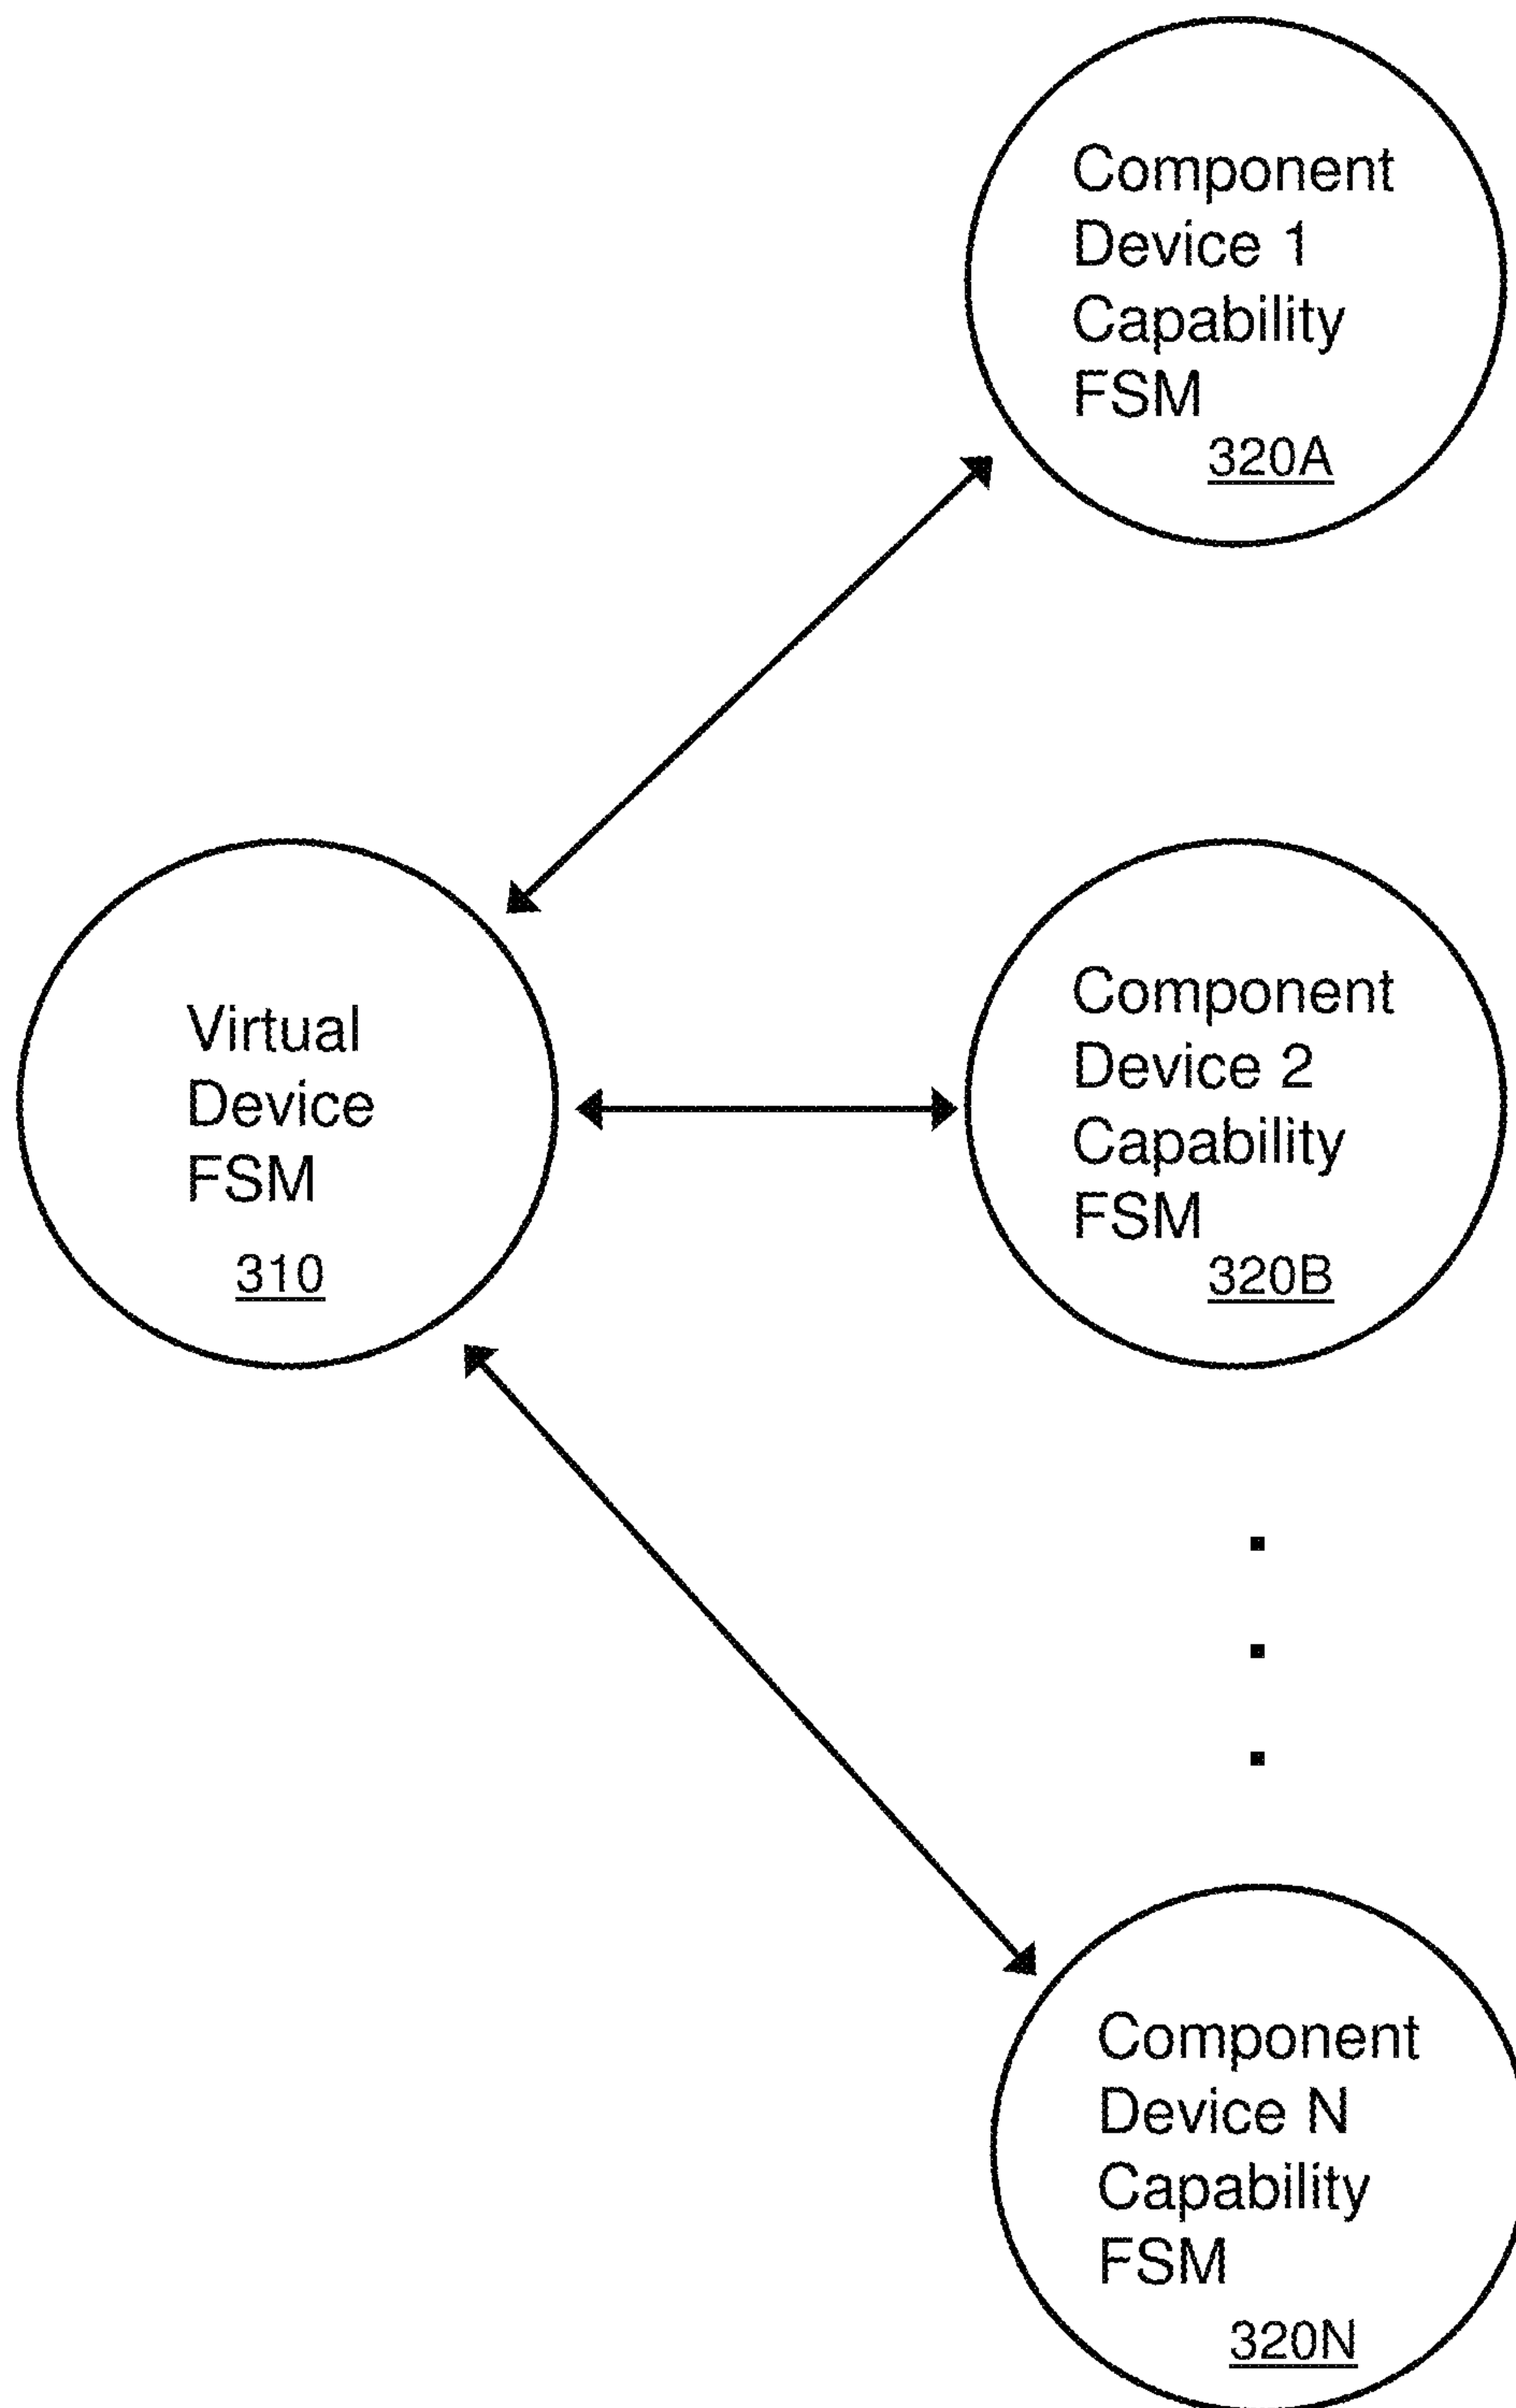 Component
Device 1
Capability
FSM
320A
Virtual
Device
FSM
310
Component
Device 2
Capability
FSM
320B
Component
Device N
Capability
FSM
320N